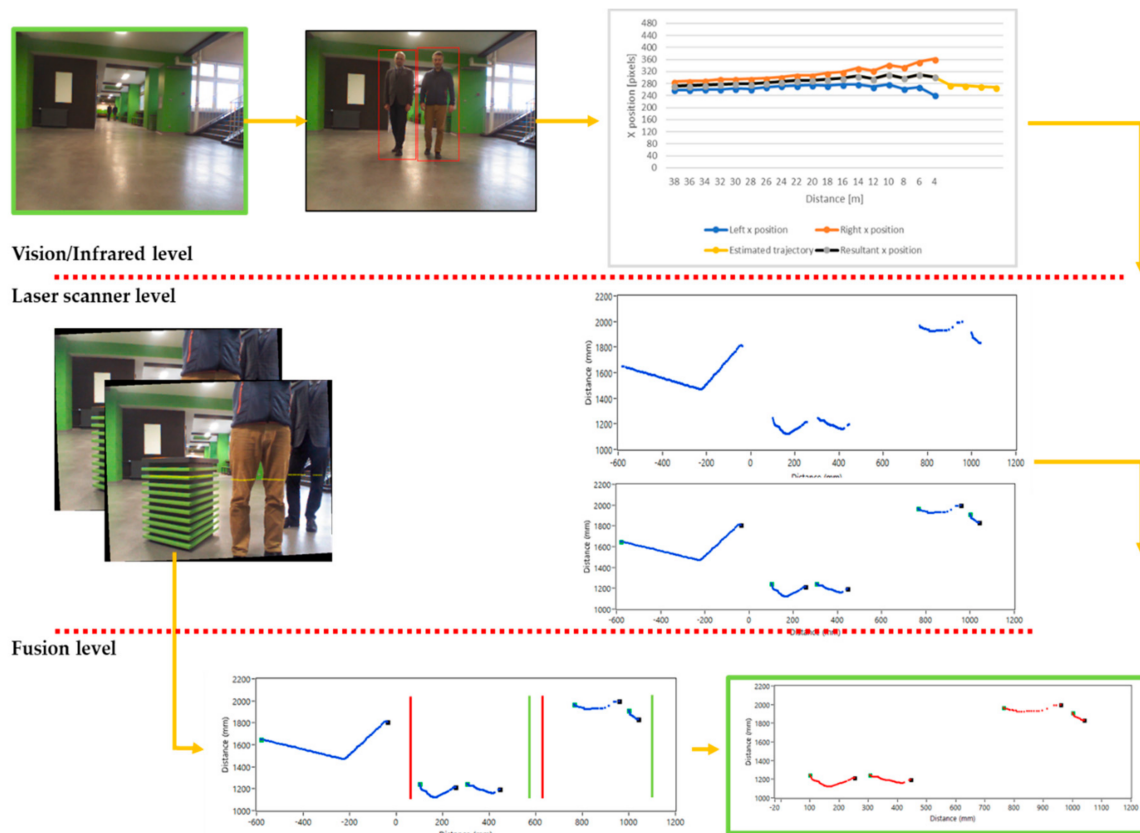 480
440
400
360
320
280
240
200
160
120
80
40
0
X position [pixels]
38 36 34 32 30 28 26 24 22 20 18 16 14 12 10 8 6 4
Distance [m]
Left x position
Right x position
Estimated trajectory
Resultant x position
Vision/Infrared level
Laser scanner level
2200
2000
1800
1600
1400
1200
1000
Distance (mm)
-600 -400 -200 0 200 400 600 800 1000 1200
Distance (mm)
2200
2000
1800
1600
1400
1200
1000
Distance (mm)
-600 -400 -200 0 200 400 600 800 1000 1200
Distance (mm)
Fusion level
2200
2000
1800
1600
1400
1200
1000
Distance (mm)
-600 -400 -200 0 200 400 600 800 1000 1200
Distance (mm)
2200
2000
1800
1600
1400
1200
1000
Distance (mm)
-20 100 200 300 400 500 600 700 800 900 1000 1100
Distance (mm)